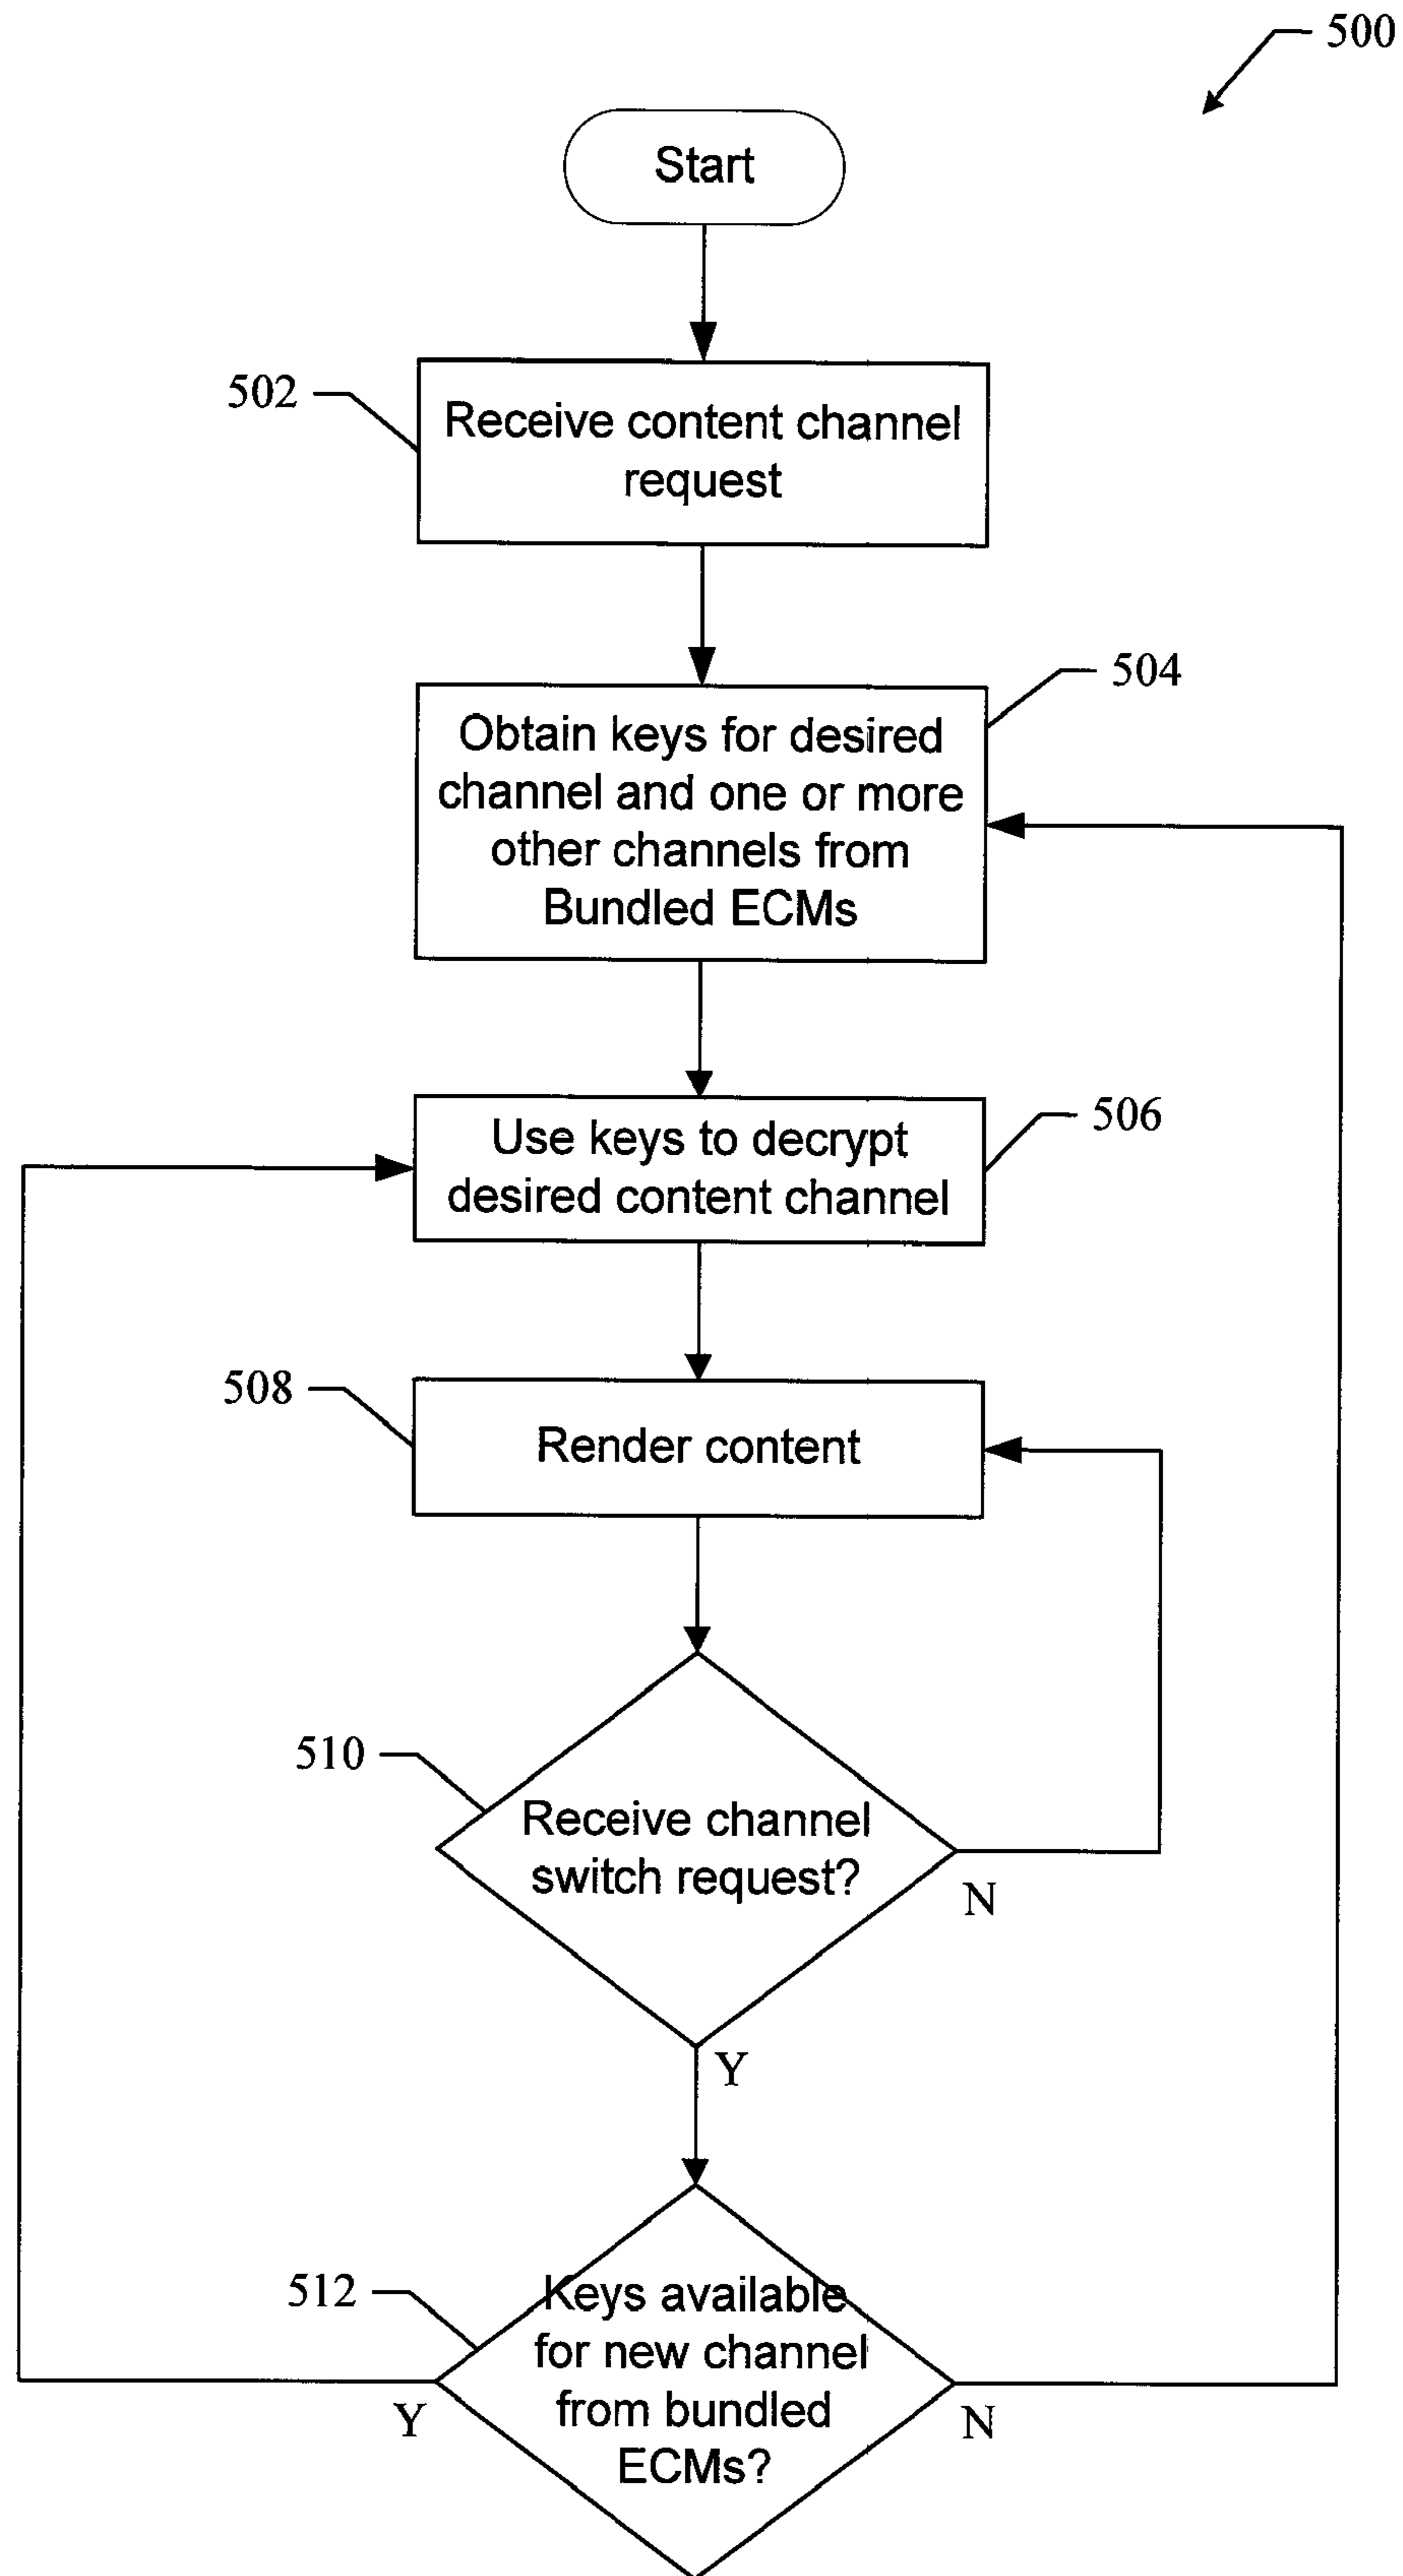 500
Start
502
Receive content channel
request
504
Obtain keys for desired
channel and one or more
other channels from
Bundled ECMs
506
Use keys to decrypt
desired content channel
508
Render content
510
Receive channel
switch request?
N
Y
512
Keys available
for new channel
from bundled
ECMs?
Y
N